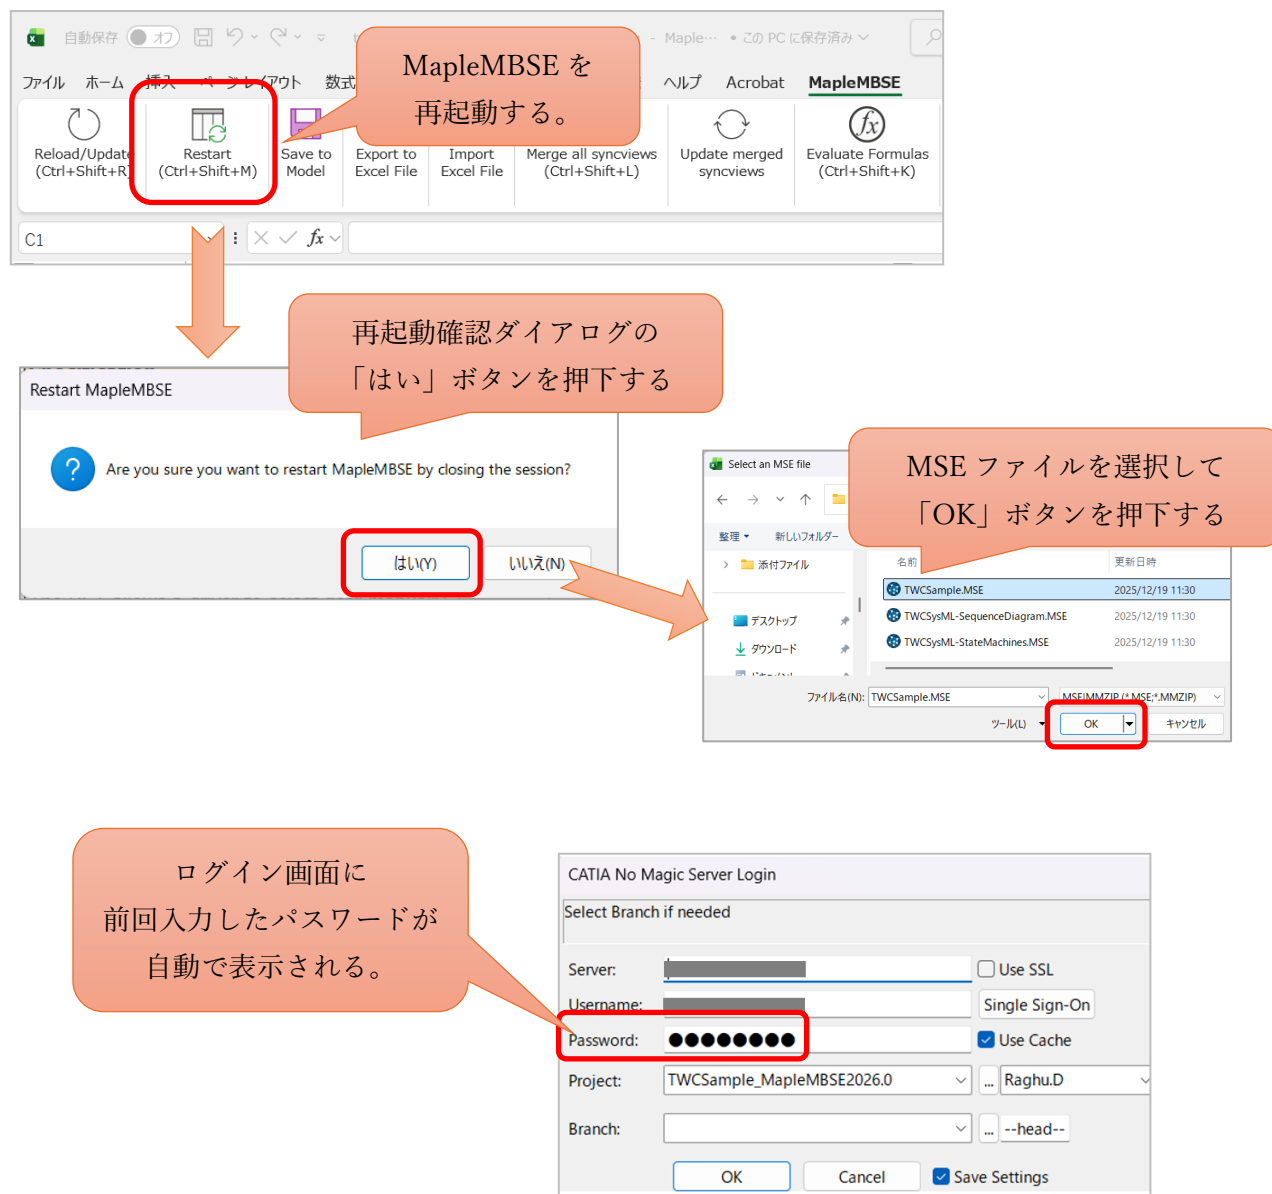 自動保存 オフ
Maple… • この PC に保存済み
ファイル ホーム 挿入 ページ レイアウト 数式 ヘルプ Acrobat MapleMBSE
MapleMBSE を
再起動する。
Reload/Update
(Ctrl+Shift+R)
Restart
(Ctrl+Shift+M)
Save to
Model
Export to
Excel File
Import
Excel File
Merge all syncviews
(Ctrl+Shift+L)
Update merged
syncviews
Evaluate Formulas
(Ctrl+Shift+K)
C1
fx
再起動確認ダイアログの
「はい」ボタンを押下する
Restart MapleMBSE
Are you sure you want to restart MapleMBSE by closing the session?
はい(Y) いいえ(N)
MSE ファイルを選択して
「OK」ボタンを押下する
Select an MSE file
整理 新しいフォルダー
添付ファイル
デスクトップ
ダウンロード
名前 更新日時
TWCSample.MSE 2025/12/19 11:30
TWCSysML-SequenceDiagram.MSE 2025/12/19 11:30
TWCSysML-StateMachines.MSE 2025/12/19 11:30
ファイル名(N): TWCSample.MSE MSE|MMZIP (*.MSE;*.MMZIP)
ツール(L) OK キャンセル
ログイン画面に
前回入力したパスワードが
自動で表示される。
CATIA No Magic Server Login
Select Branch if needed
Server: Use SSL
Username: Single Sign-On
Password: ●●●●●●●● Use Cache
Project: TWCSample_MapleMBSE2026.0 ... Raghu.D
Branch: ... --head--
OK Cancel Save Settings